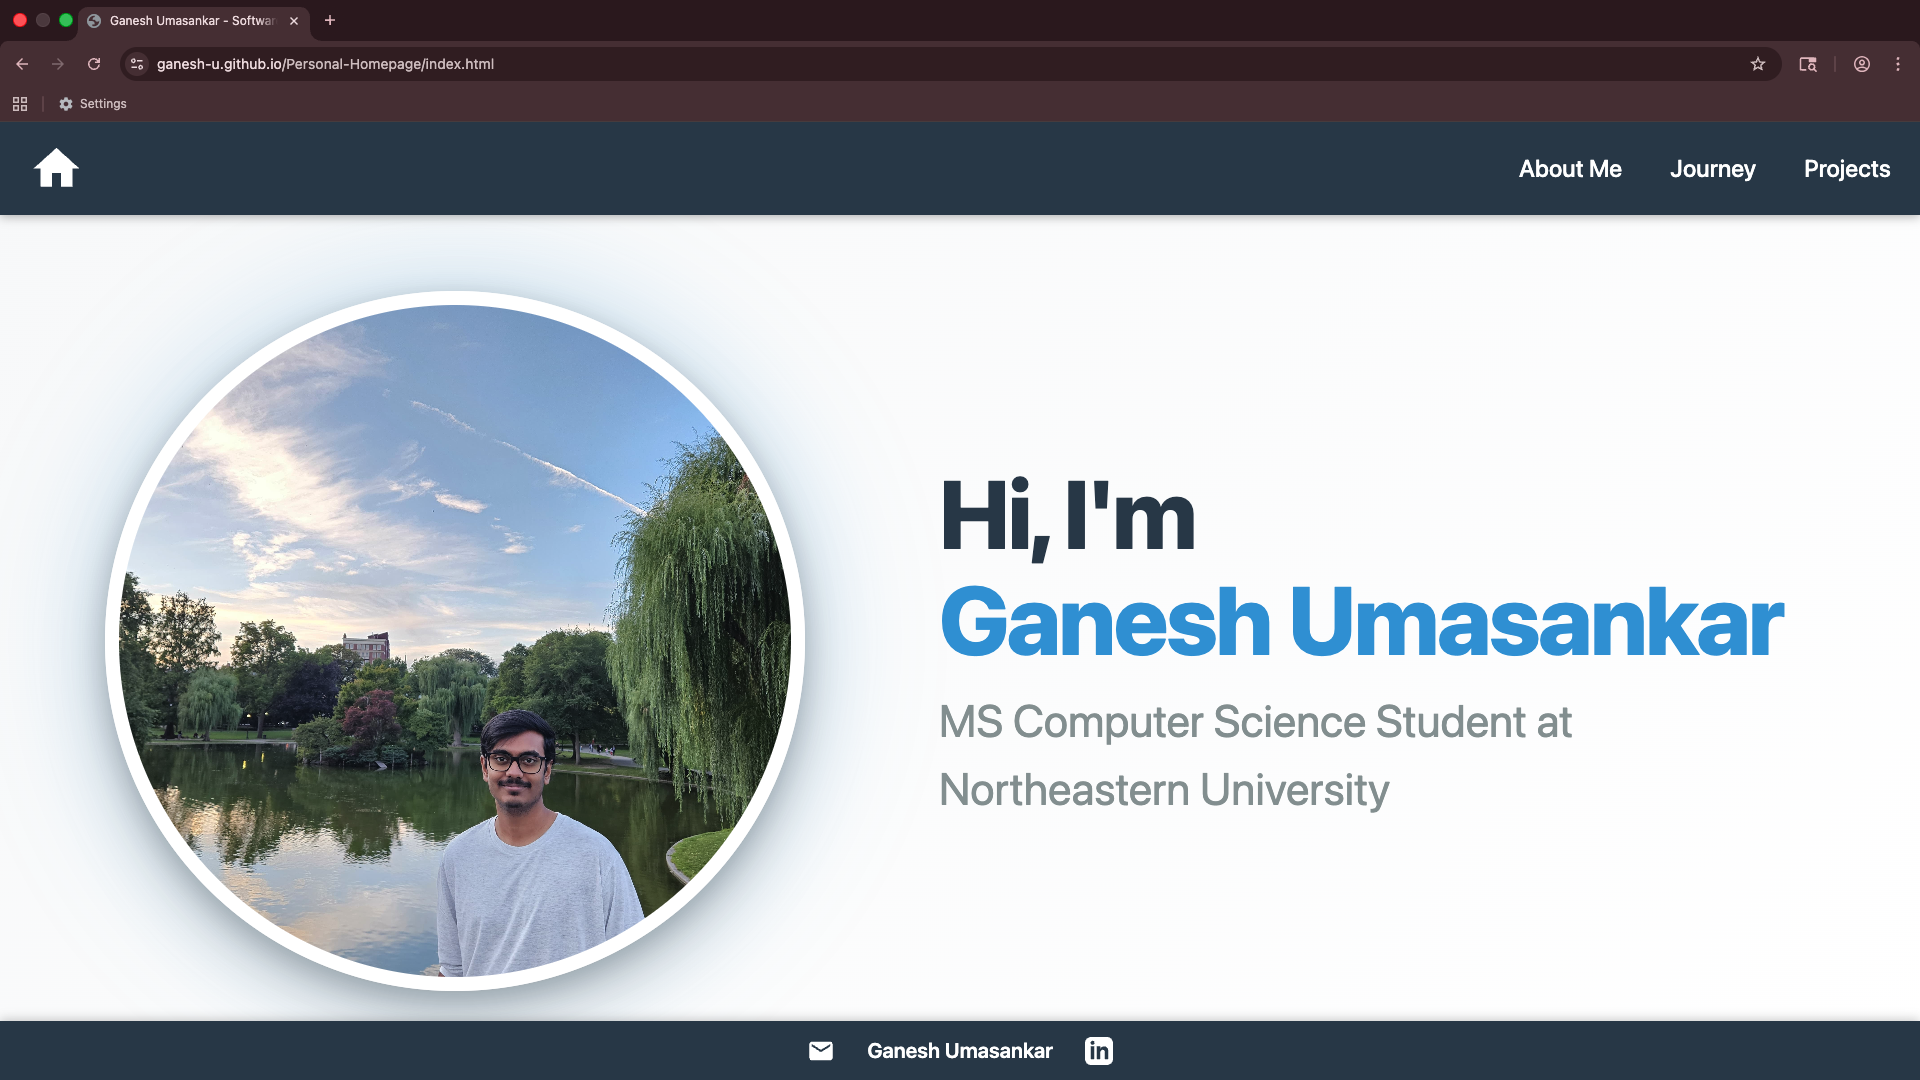 Ganesh Umasankar - Softwar
ganesh-u.github.io/Personal-Homepage/index.html
Settings
About Me
Journey
Projects
Hi, I'm
Ganesh Umasankar
MS Computer Science Student at
Northeastern University
Ganesh Umasankar
in